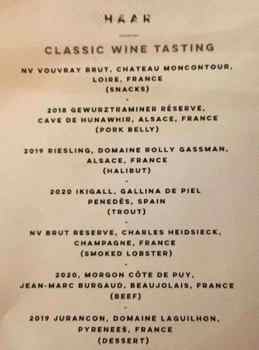 HAAR
CLASSIC WINE TASTING
NV VOUVRAY BRUT, CHATEAU MONCONTOUR,
LOIRE, FRANCE
(SNACKS)
-
2018 GEWURZTRAMINER RÉSERVE,
CAVE DE HUNAWHIR, ALSACE, FRANCE
(PORK BELLY)
-
2019 RIESLING, DOMAINE ROLLY GASSMAN,
ALSACE, FRANCE
(HALIBUT)
-
2020 IKIGALL, GALLINA DE PIEL
PENEDÈS, SPAIN
(TROUT)
-
NV BRUT RESERVE, CHARLES HEIDSIECK,
CHAMPAGNE, FRANCE
(SMOKED LOBSTER)
-
2020, MORGON CÔTE DE PUY,
JEAN-MARC BURGAUD, BEAUJOLAIS, FRANCE
(BEEF)
-
2019 JURANCON, DOMAINE LAGUILHON,
PYRENEES, FRANCE
(DESSERT)